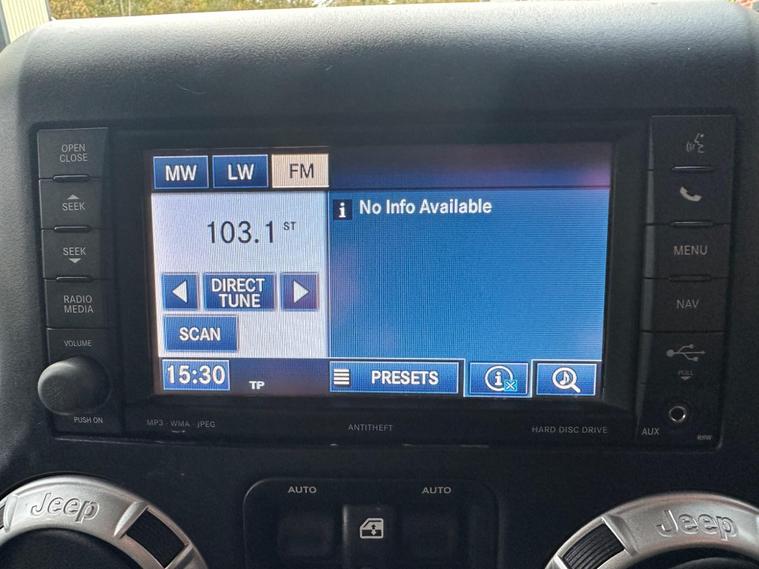 OPEN
CLOSE
SEEK
SEEK
RADIO
MEDIA
VOLUME
PUSH ON
MW LW FM
103.1 ST
DIRECT
TUNE
SCAN
15:30
TP
i No Info Available
PRESETS
i
MENU
NAV
PULL
AUX
MP3 · WMA · jPEG
ANTITHEFT
HARD DISC DRIVE
AUTO
AUTO
Jeep
Jeep